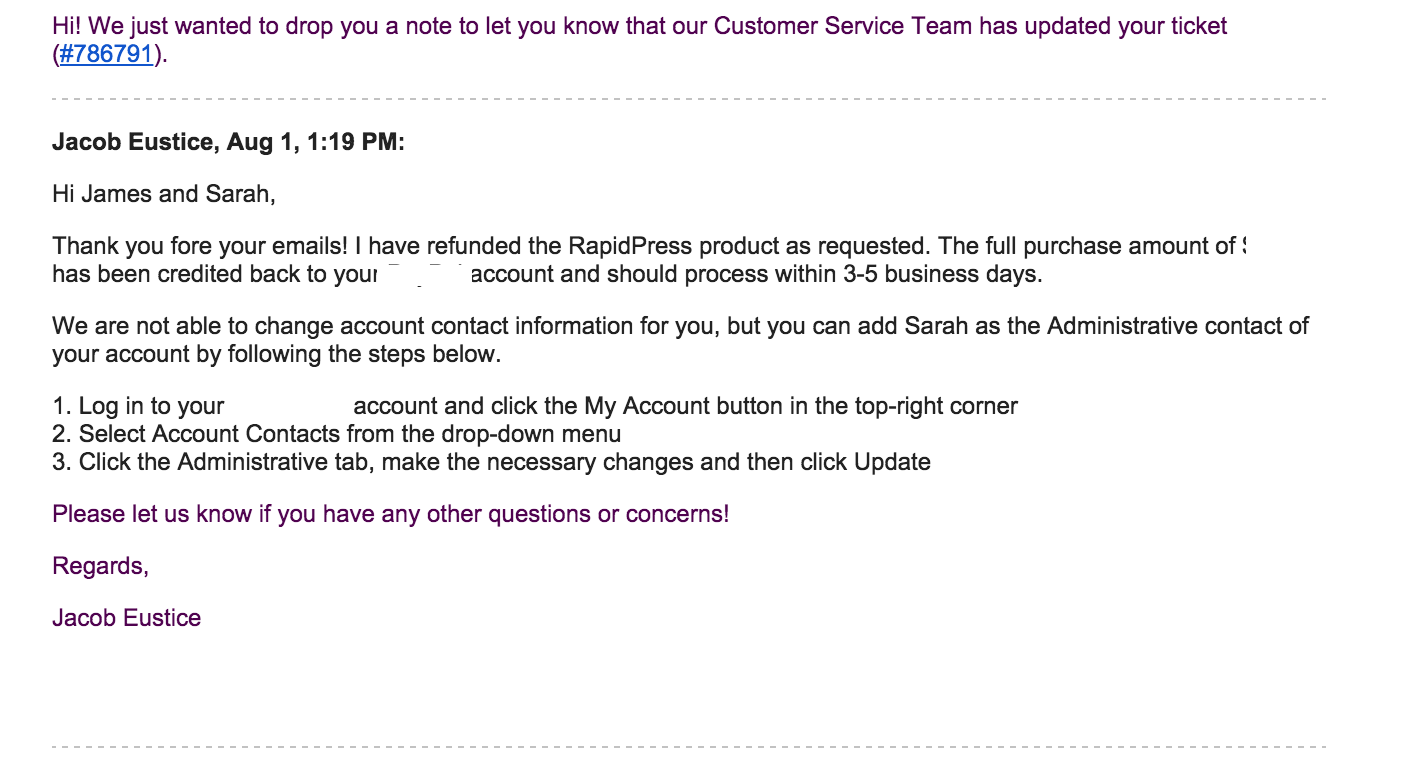 Hi! We just wanted to drop you a note to let you know that our Customer Service Team has updated your ticket
(#786791).
Jacob Eustice, Aug 1, 1:19 PM:
Hi James and Sarah,
Thank you fore your emails! I have refunded the RapidPress product as requested. The full purchase amount of
has been credited back to your account and should process within 3-5 business days.
We are not able to change account contact information for you, but you can add Sarah as the Administrative contact of
your account by following the steps below.
1. Log in to your account and click the My Account button in the top-right corner
2. Select Account Contacts from the drop-down menu
3. Click the Administrative tab, make the necessary changes and then click Update
Please let us know if you have any other questions or concerns!
Regards,
Jacob Eustice